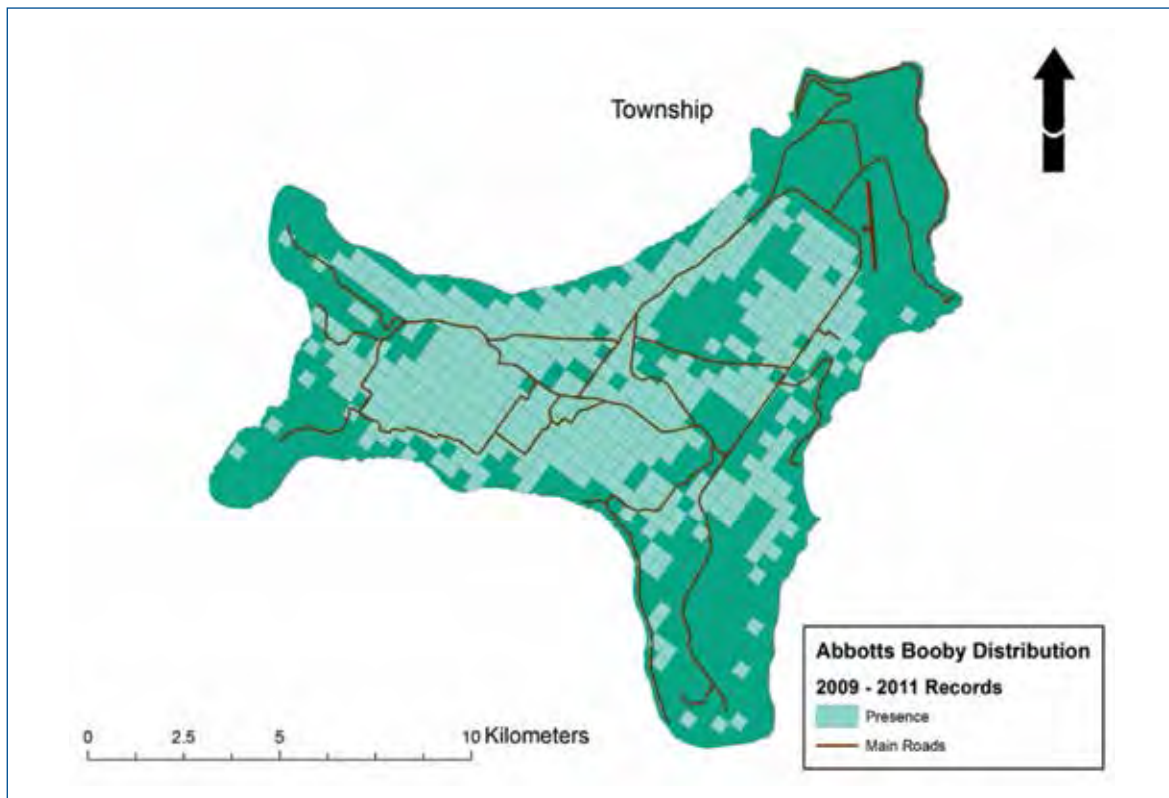 Township
Abbotts Booby Distribution
2009 - 2011 Records
Presence
Main Roads
0 2.5 5 10 Kilometers